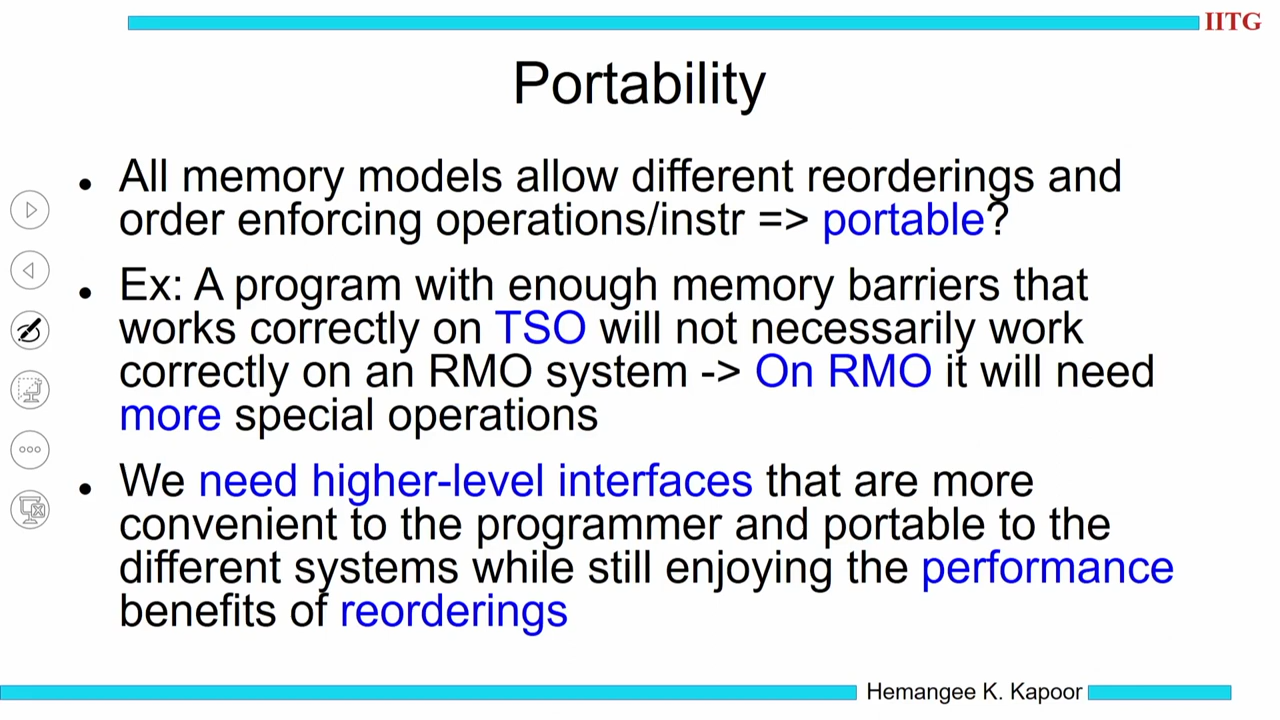 IITG
Portability
• All memory models allow different reorderings and
order enforcing operations/instr => portable?
• Ex: A program with enough memory barriers that
works correctly on TSO will not necessarily work
correctly on an RMO system -> On RMO it will need
more special operations
• We need higher-level interfaces that are more
convenient to the programmer and portable to the
different systems while still enjoying the performance
benefits of reorderings
Hemangee K. Kapoor